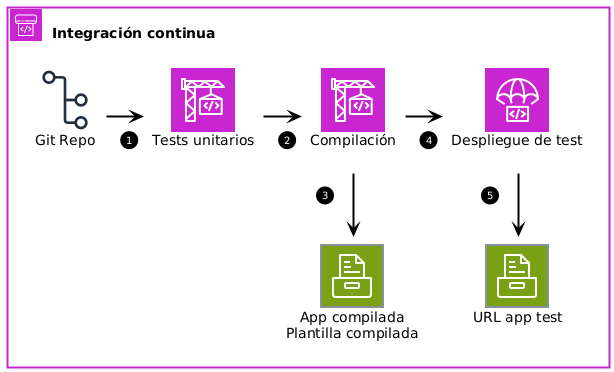 Integración continua
Git Repo
1
Tests unitarios
2
Compilación
4
Despliegue de test
3
5
App compilada
Plantilla compilada
URL app test